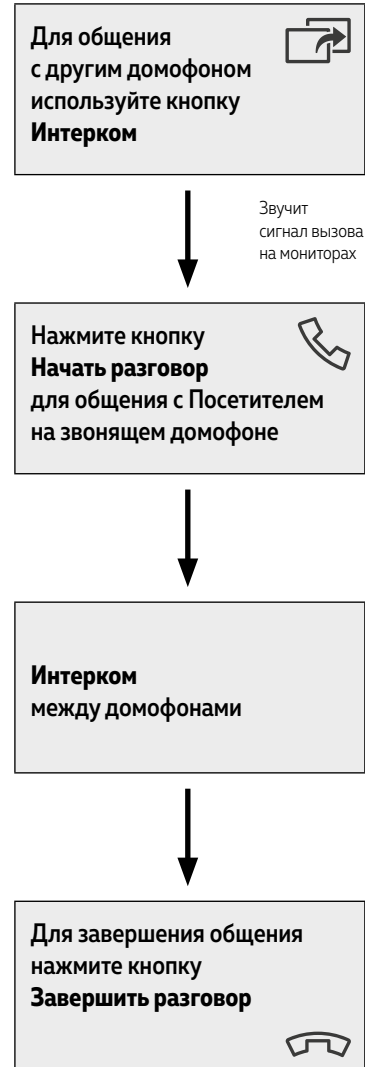 Для общения
с другим домофоном
используйте кнопку
Интерком
Звучит
сигнал вызова
на мониторах
Нажмите кнопку
Начать разговор
для общения с Посетителем
на звонящем домофоне
Интерком
между домофонами
Для завершения общения
нажмите кнопку
Завершить разговор